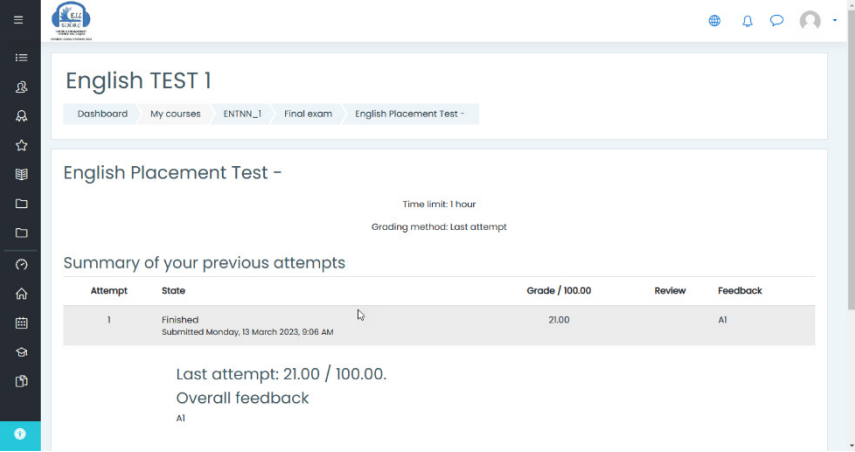 English TEST 1
Dashboard My courses ENTNN_1 Final exam English Placement Test -
English Placement Test -
Time limit: 1 hour
Grading method: Last attempt
Summary of your previous attempts
Attempt State Grade / 100.00 Review Feedback
1 Finished 21.00 A1
Submitted Monday, 13 March 2023, 9:06 AM
Last attempt: 21.00 / 100.00.
Overall feedback
A1